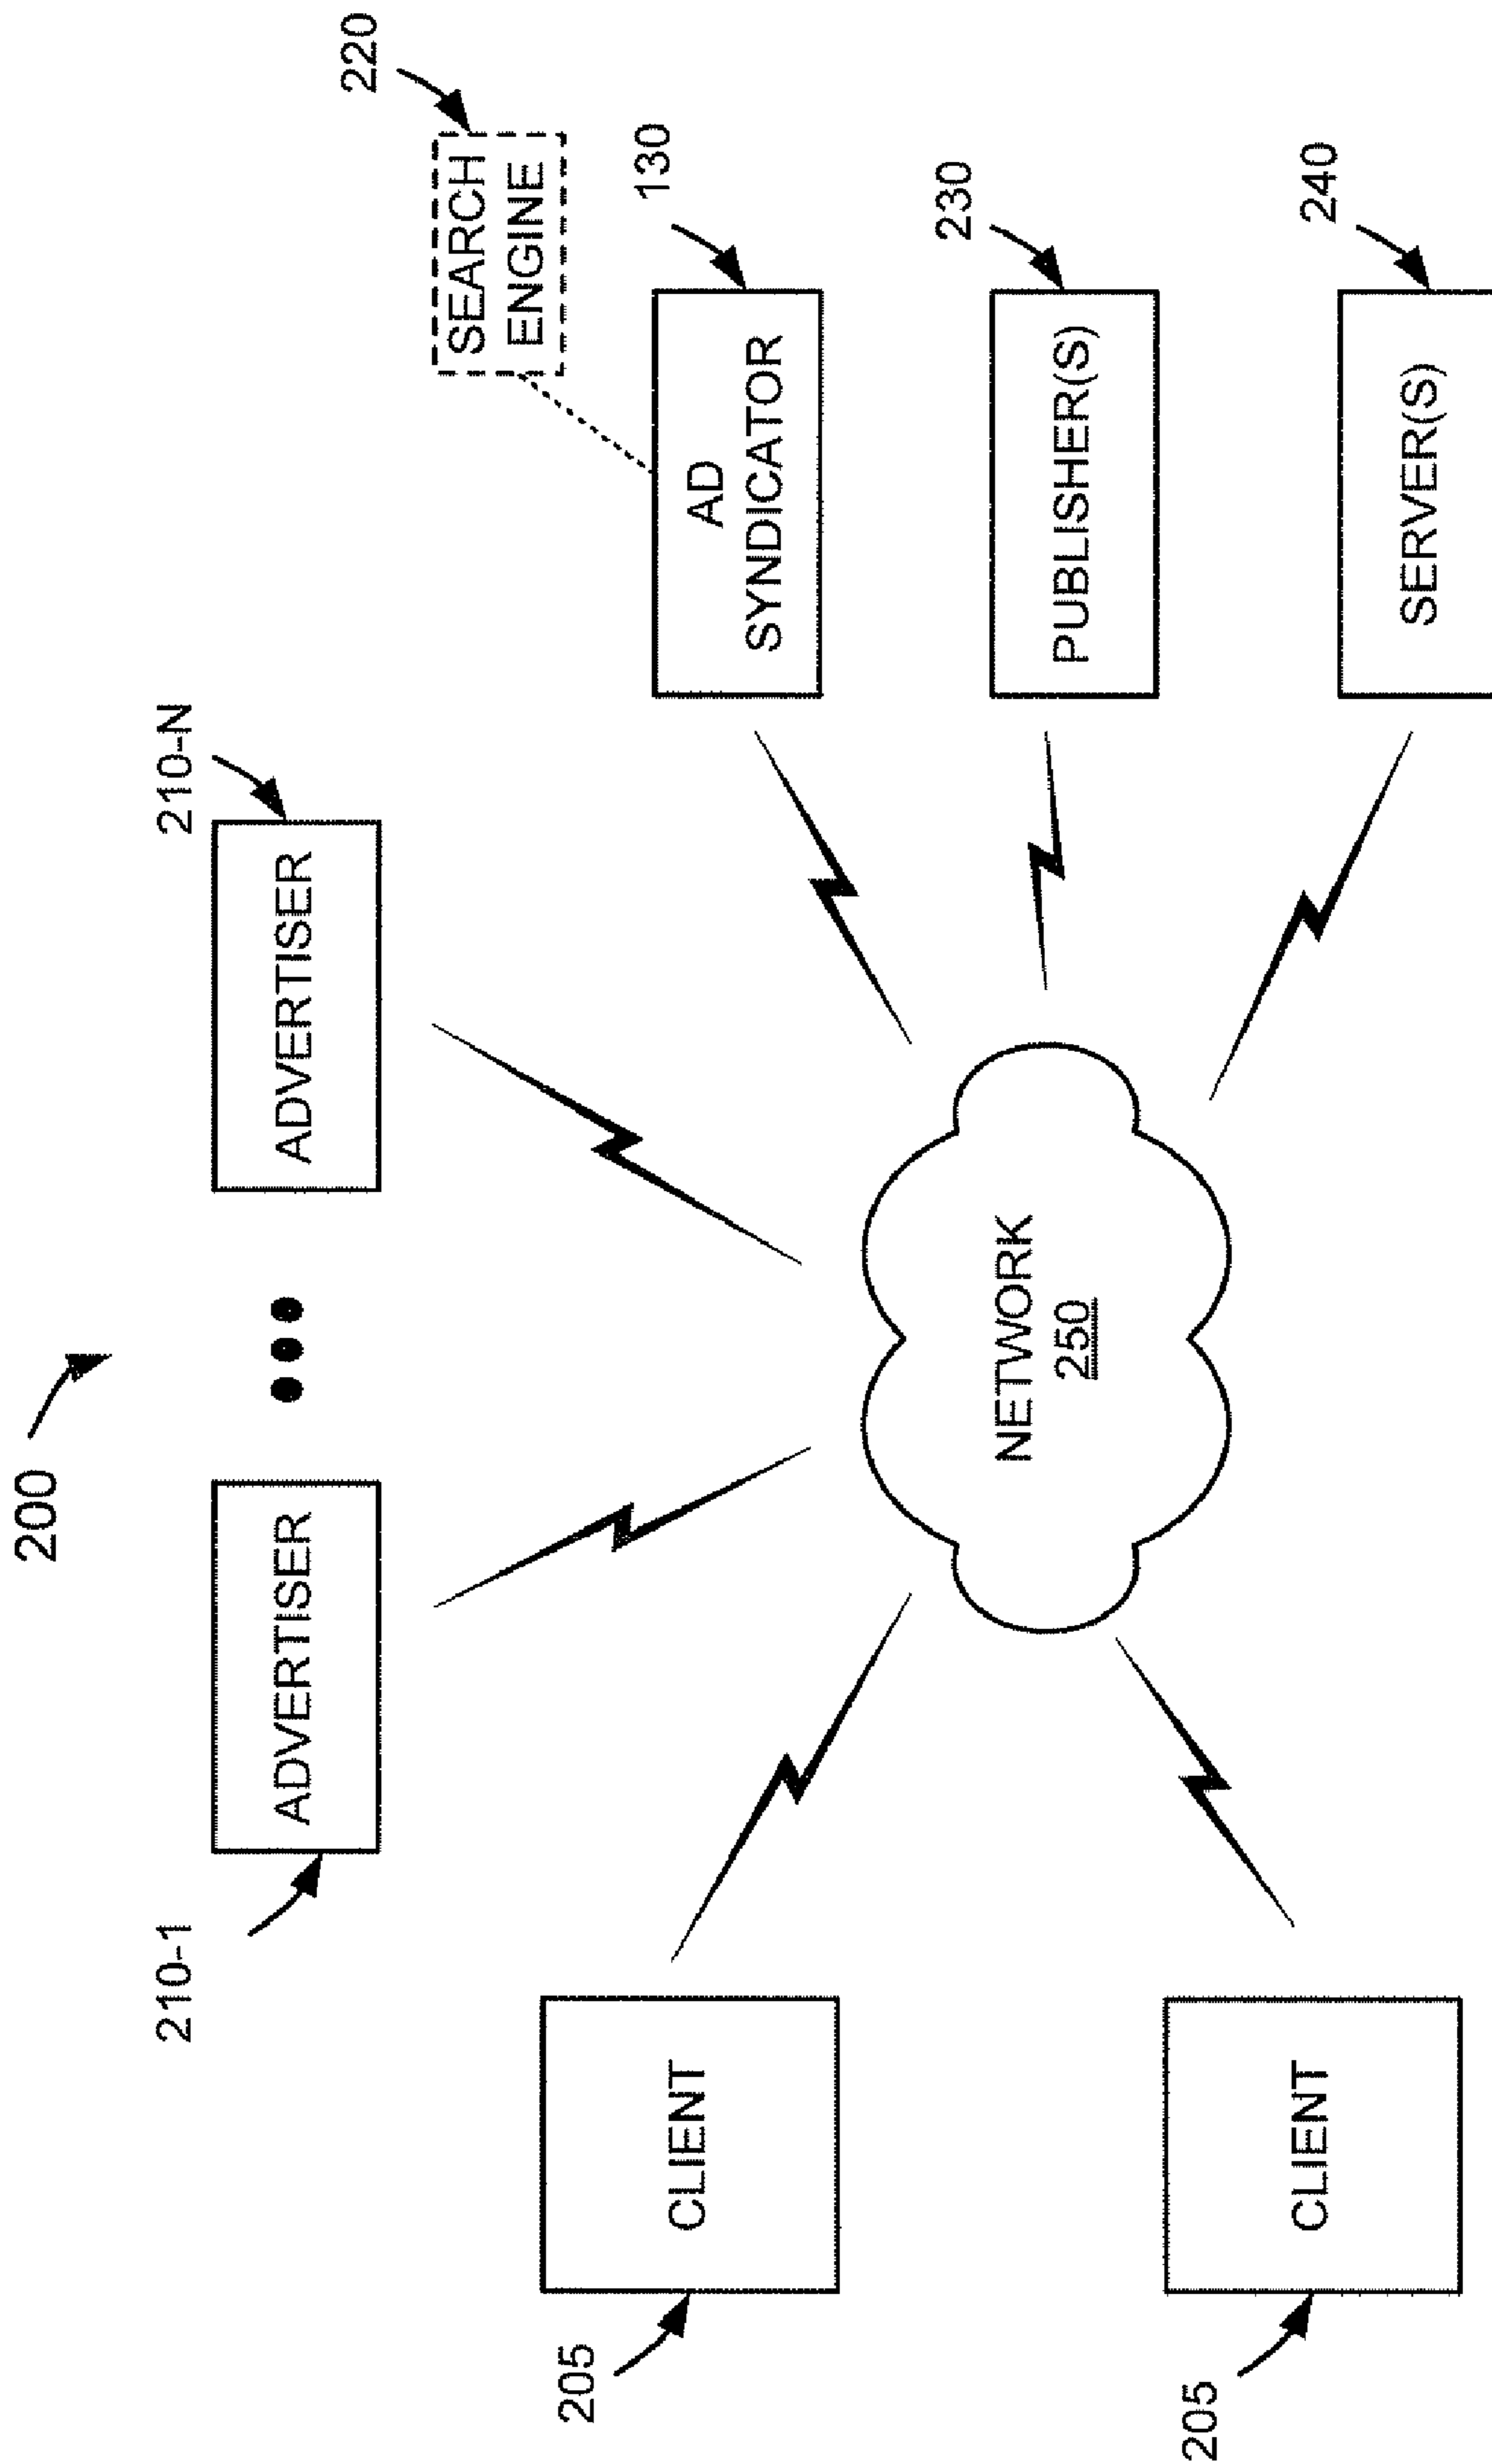 200
210-1
ADVERTISER
ADVERTISER
210-N
220
SEARCH
ENGINE
205
CLIENT
AD
SYNDICATOR
130
NETWORK
250
PUBLISHER(S)
230
205
CLIENT
SERVER(S)
240